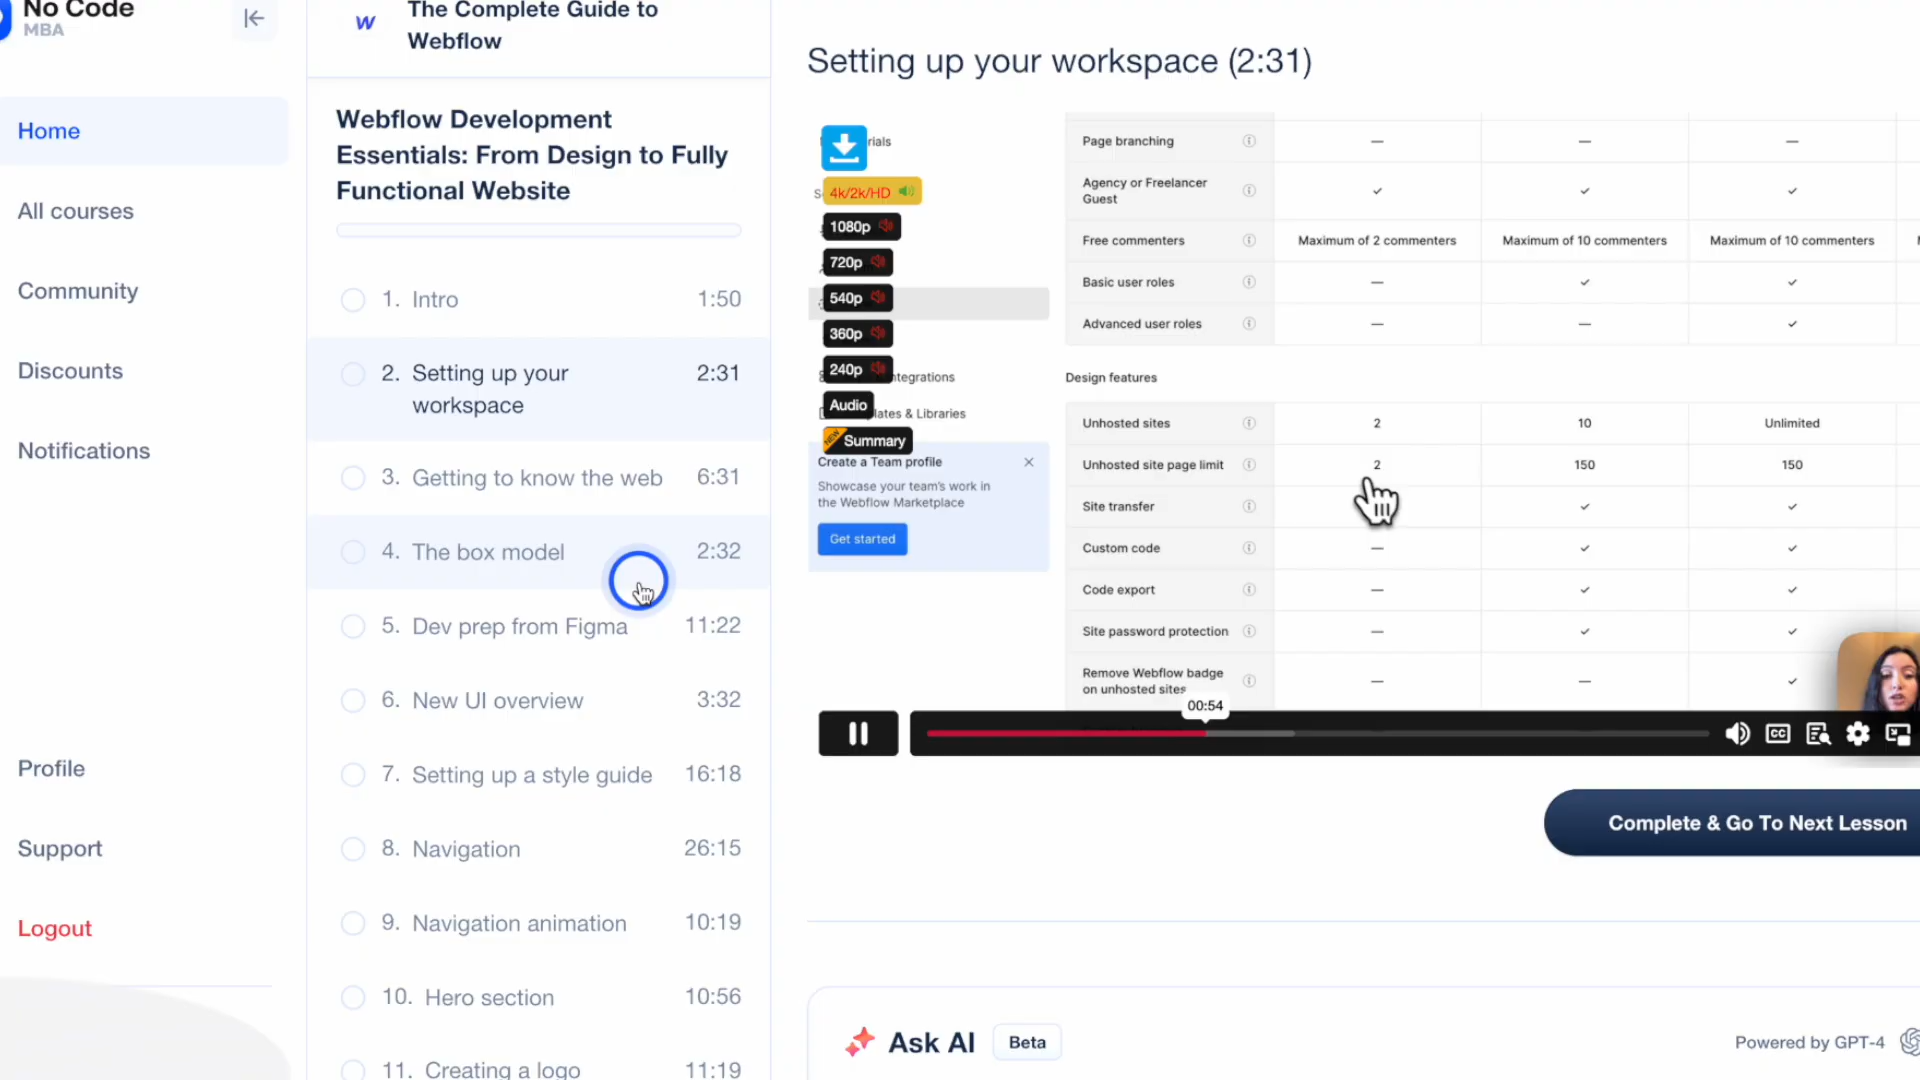 No Code
MBA
Home
All courses
Community
Discounts
Notifications
Profile
Support
Logout
W
The Complete Guide to
Webflow
Webflow Development
Essentials: From Design to Fully
Functional Website
1. Intro 1:50
2. Setting up your 2:31
workspace
3. Getting to know the web 6:31
4. The box model 2:32
5. Dev prep from Figma 11:22
6. New UI overview 3:32
7. Setting up a style guide 16:18
8. Navigation 26:15
9. Navigation animation 10:19
10. Hero section 10:56
11. Creating a logo 11:19
Setting up your workspace (2:31)
4k/2k/HD
1080p
720p
540p
360p
240p
Audio
NEW Summary
Create a Team profile
Showcase your team's work in
the Webflow Marketplace
Get started
Page branching — — —
Agency or Freelancer
Guest ✓ ✓ ✓
Free commenters Maximum of 2 commenters Maximum of 10 commenters Maximum of 10 commenters
Basic user roles — ✓ ✓
Advanced user roles — — ✓
Design features
Unhosted sites 2 10 Unlimited
Unhosted site page limit 2 150 150
Site transfer ✓ ✓
Custom code — ✓ ✓
Code export — ✓ ✓
Site password protection — ✓ ✓
Remove Webflow badge
on unhosted sites — — ✓
00:54
CC
Complete & Go To Next Lesson
Ask AI Beta
Powered by GPT-4